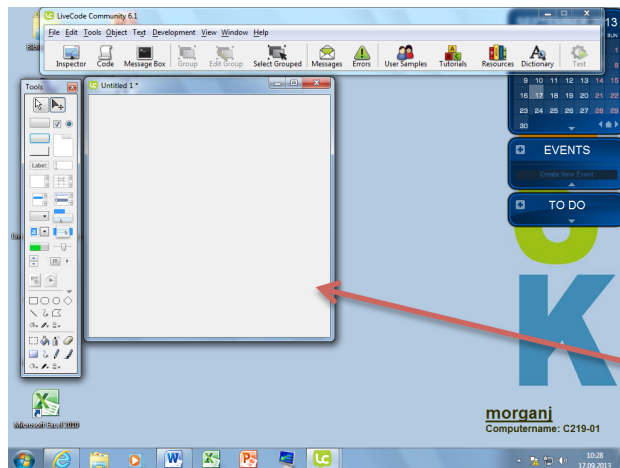 LiveCode Community 6.1
File Edit Tools Object Text Development View Window Help
Inspector Code Message Box Group Edit Group Select Grouped Messages Errors User Samples Tutorials Resources Dictionary Test
13
SUN
1
8
Tools
Untitled 1 *
9 10 11 12 13 14 15
16 17 18 19 20 21 22
23 24 25 26 27 28 29
30
EVENTS
Create New Event
TO DO
Label:
K
Microsoft Excel 2010
morganj
Computername: C219-01
10:28
17.09.2013